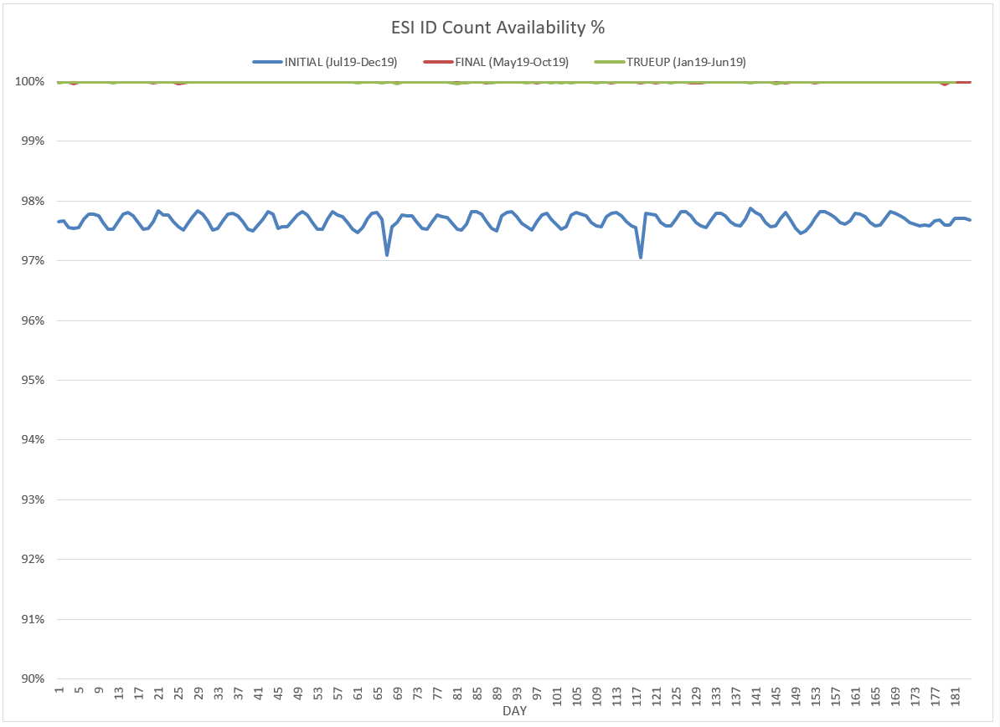 ESI ID Count Availability %
INITIAL (Jul19-Dec19) FINAL (May19-Oct19) TRUEUP (Jan19-Jun19)
100%
99%
98%
97%
96%
95%
94%
93%
92%
91%
90%
1 5 9 13 17 21 25 29 33 37 41 45 49 53 57 61 65 69 73 77 81 85 89 93 97 101 105 109 113 117 121 125 129 133 137 141 145 149 153 157 161 165 169 173 177 181
DAY